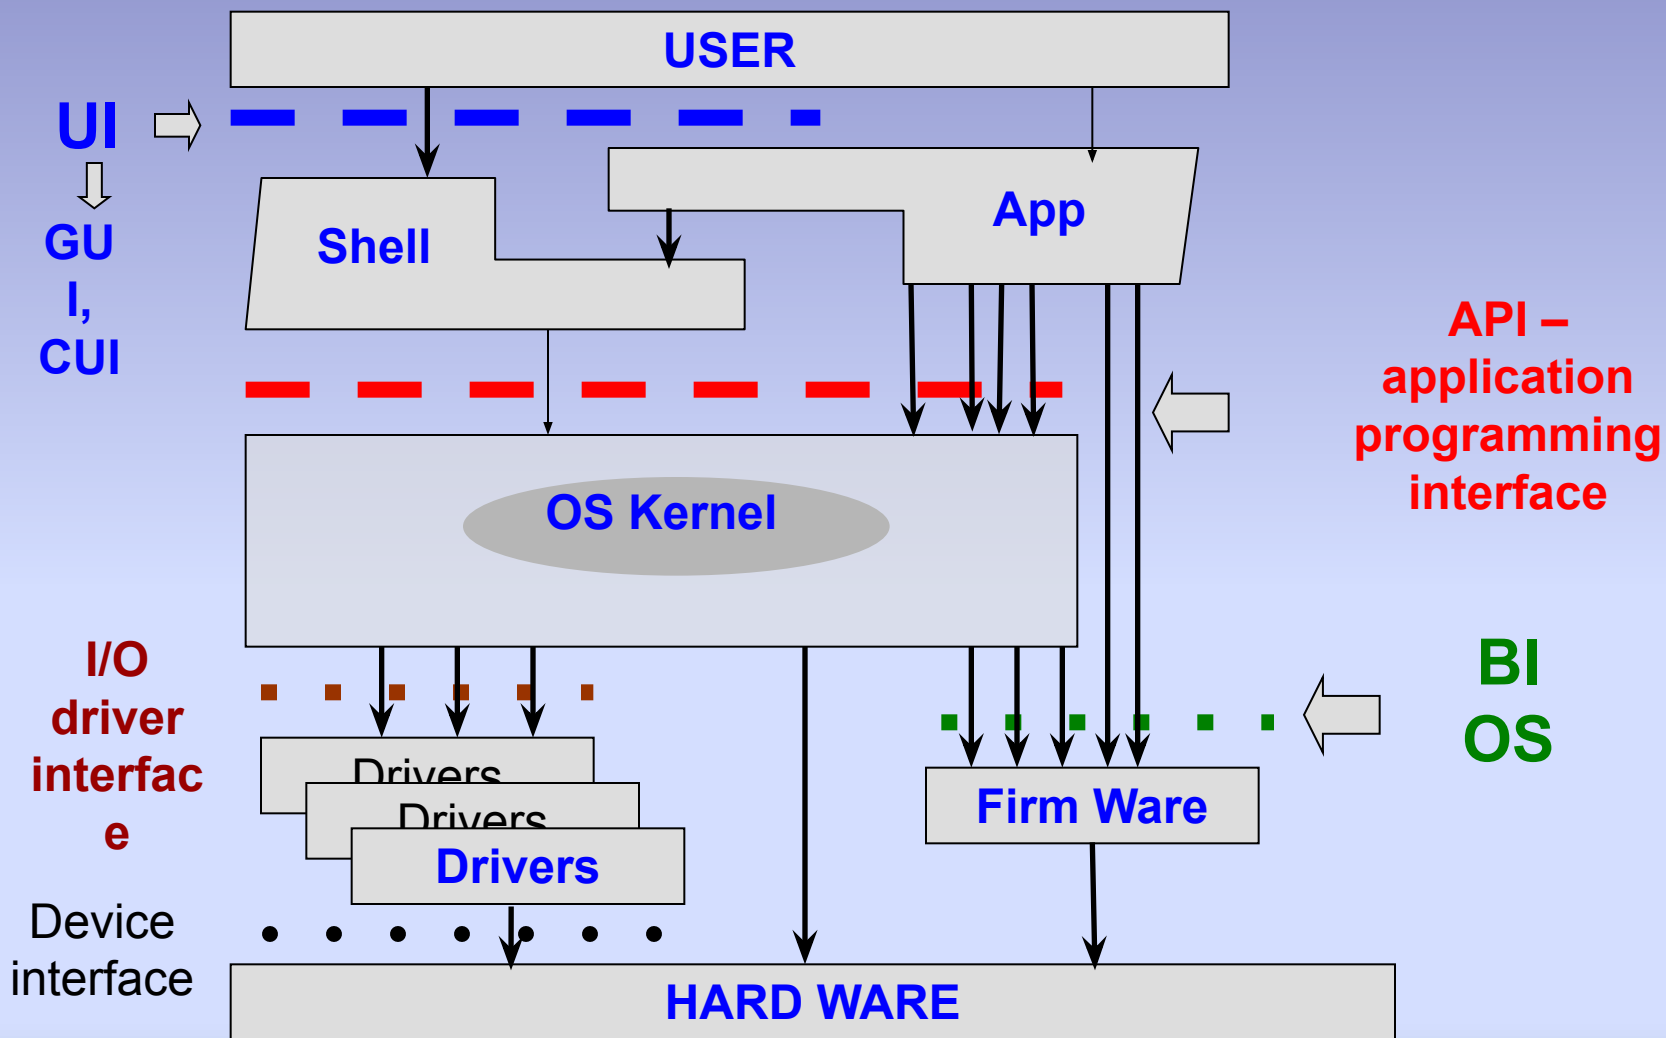 USER
UI
GU
I,
CUI
Shell
App
API –
application
programming
interface
OS Kernel
I/O
driver
interfac
e
BI
OS
Drivers
Drivers
Drivers
Firm Ware
Device
interface
HARD WARE